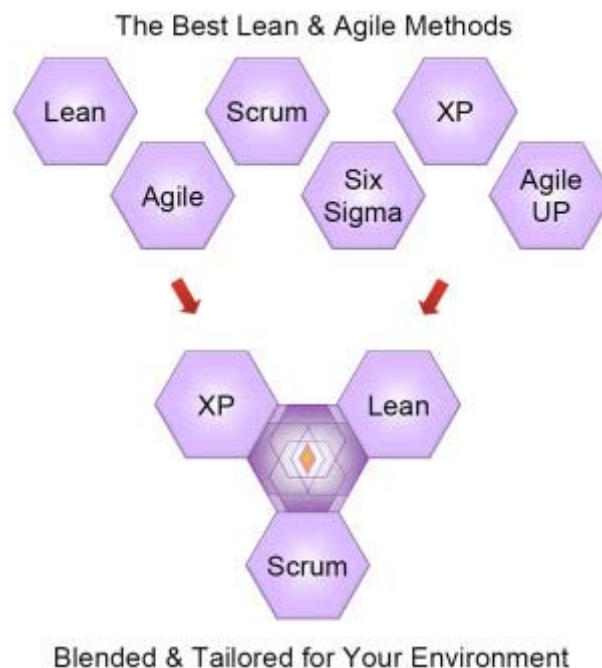 The Best Lean & Agile Methods
Lean
Scrum
XP
Agile
Six
Sigma
Agile
UP
XP
Lean
Scrum
Blended & Tailored for Your Environment